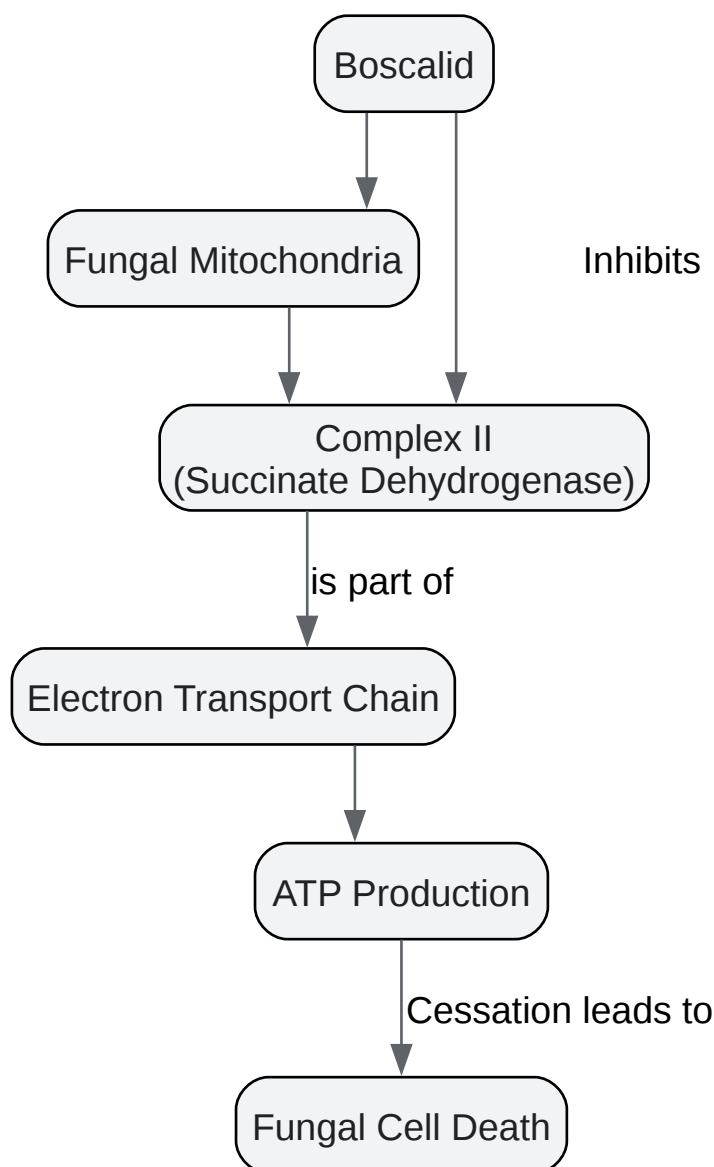 Boscalid
Fungal Mitochondria
Inhibits
Complex II
(Succinate Dehydrogenase)
is part of
Electron Transport Chain
ATP Production
Cessation leads to
Fungal Cell Death